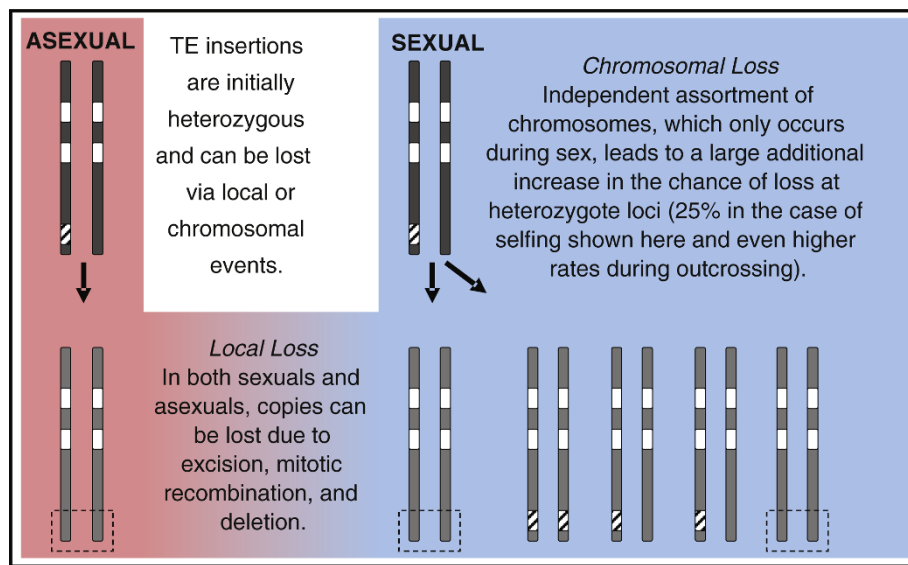 ASEXUAL
TE insertions
are initially
heterozygous
and can be lost
via local or
chromosomal
events.
SEXUAL
Chromosomal Loss
Independent assortment of
chromosomes, which only occurs
during sex, leads to a large additional
increase in the chance of loss at
heterozygote loci (25% in the case of
selfing shown here and even higher
rates during outcrossing).
Local Loss
In both sexuals and
asexuals, copies can
be lost due to
excision, mitotic
recombination, and
deletion.